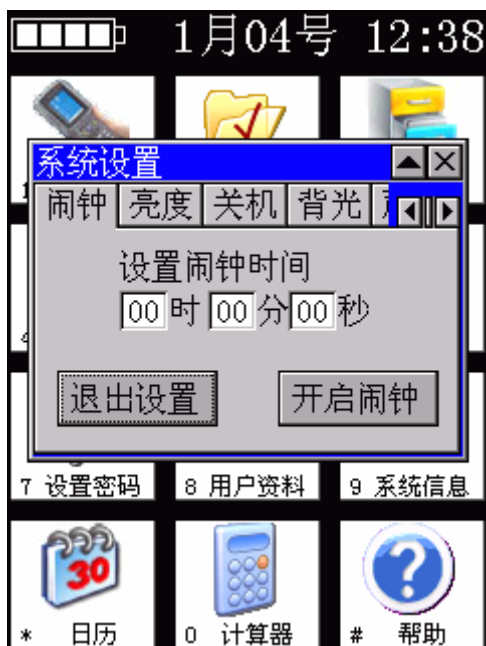 1月04号 12:38
系统设置
闹钟 亮度 关机 背光
设置闹钟时间
00 时 00 分 00 秒
退出设置 开启闹钟
7 设置密码 8 用户资料 9 系统信息
30
* 日历 0 计算器 # 帮助